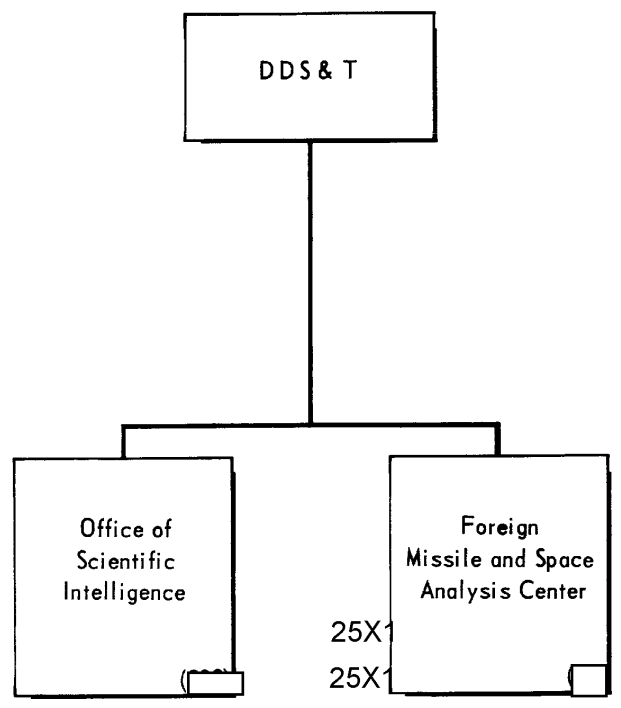 DDS & T
Office of
Scientific
Intelligence
Foreign
Missile and Space
Analysis Center
25X1
25X1